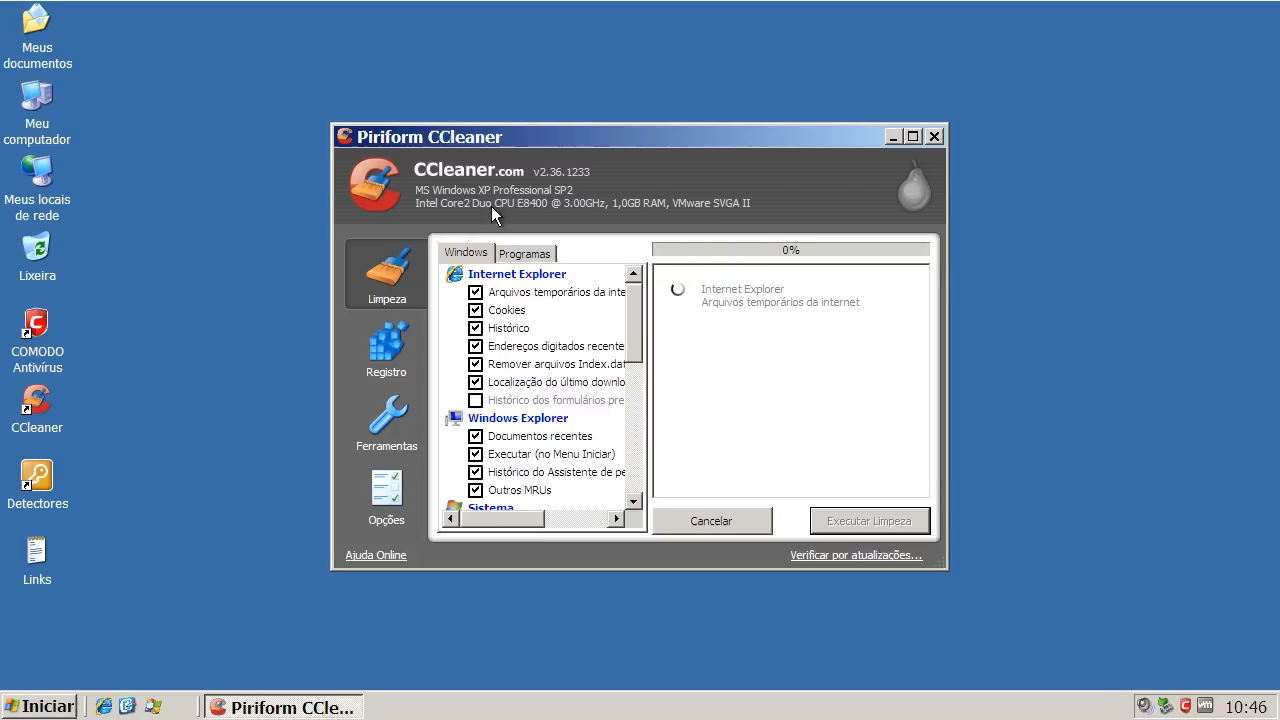 Meus
documentos
Meu
computador
Meus locais
de rede
Lixeira
COMODO
Antivírus
CCleaner
Detectores
Links
Piriform CCleaner
CCleaner.com v2.36.1233
MS Windows XP Professional SP2
Intel Core2 Duo CPU E8400 @ 3.00GHz, 1,0GB RAM, VMware SVGA II
Limpeza
Registro
Ferramentas
Opções
Windows
Programas
Internet Explorer
Arquivos temporários da inte
Cookies
Histórico
Endereços digitados recente
Remover arquivos Index.dat
Localização do último downlo
Histórico dos formulários pre
Windows Explorer
Documentos recentes
Executar (no Menu Iniciar)
Histórico do Assistente de pe
Outros MRUs
Sistema
0%
Internet Explorer
Arquivos temporários da internet
Cancelar
Executar Limpeza
Ajuda Online
Verificar por atualizações...
Iniciar
Piriform CCle...
vm
10:46